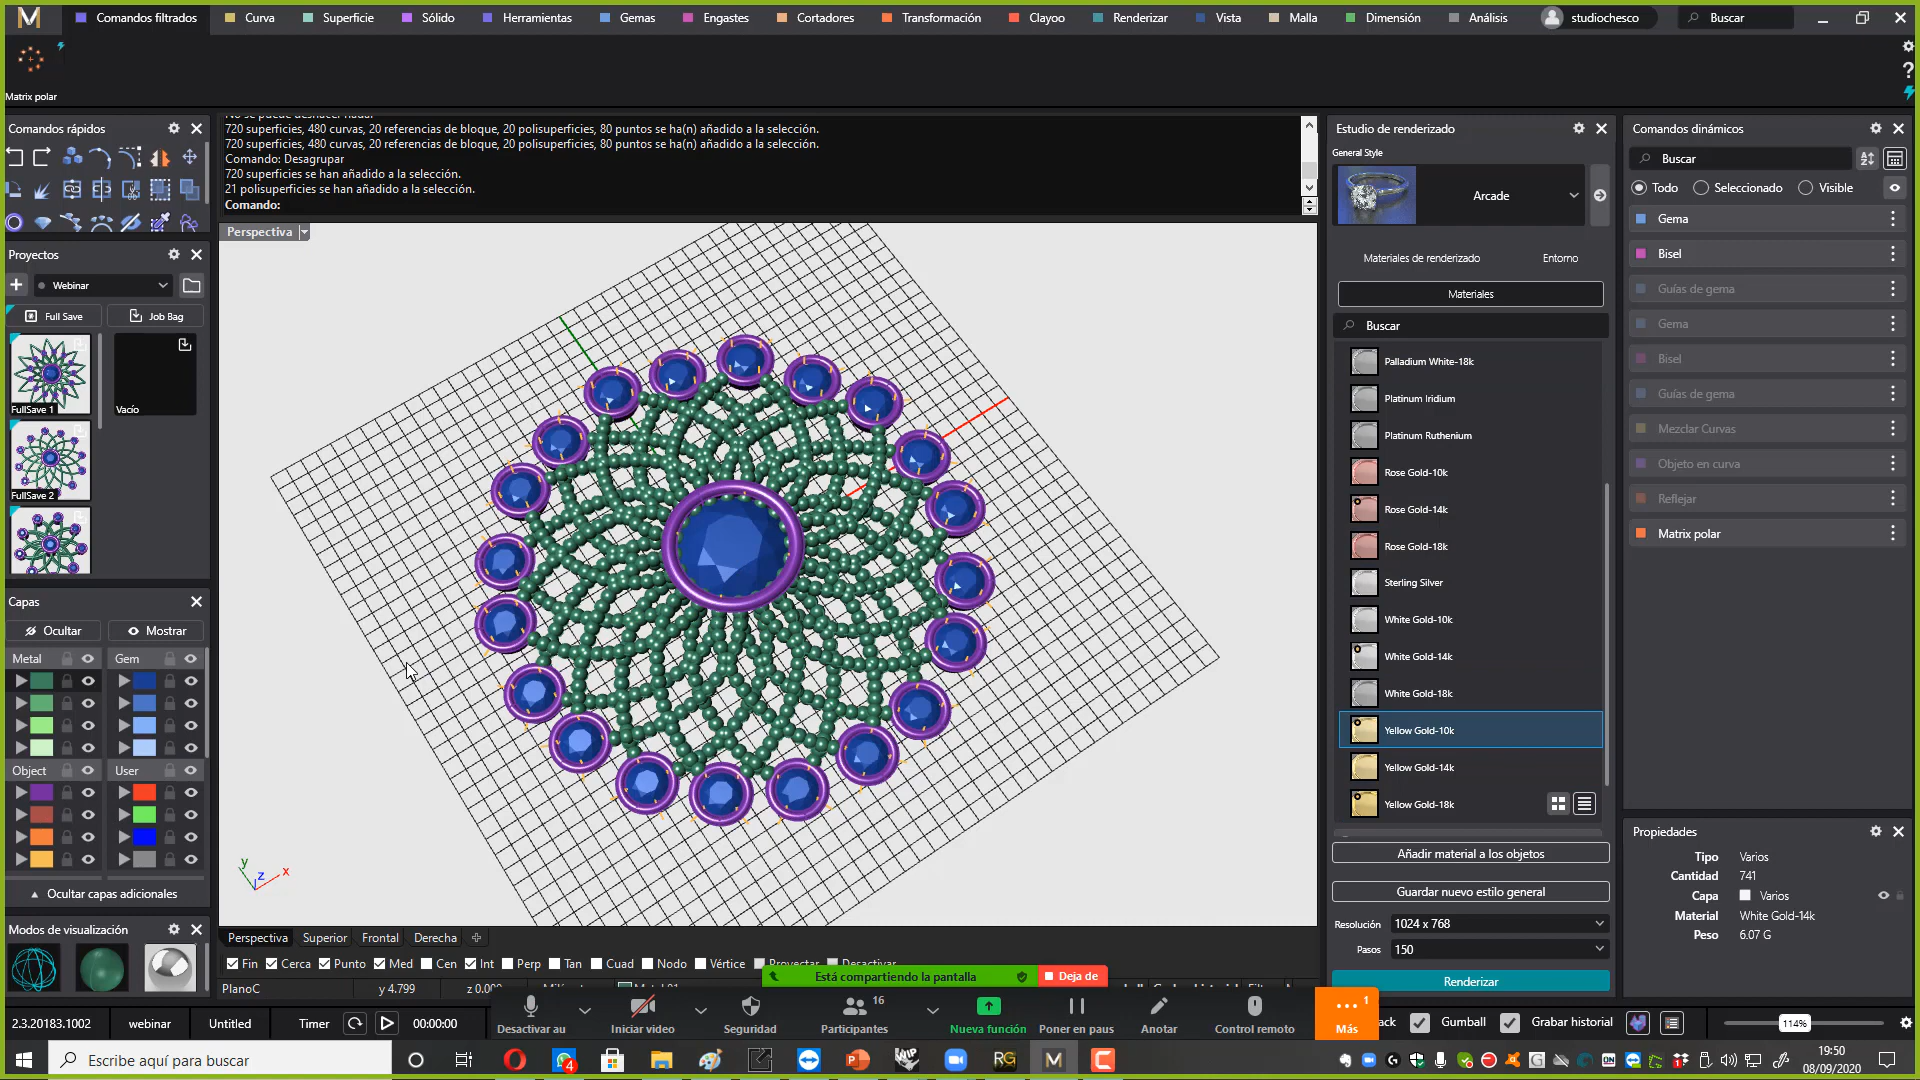 Comandos filtrados
Curva
Superficie
Sólido
Herramientas
Gemas
Engastes
Cortadores
Transformación
Clayoo
Renderizar
Vista
Malla
Dimensión
Análisis
studiochesco
Buscar
Matrix polar
Comandos rápidos
720 superficies, 480 curvas, 20 referencias de bloque, 20 polisuperficies, 80 puntos se ha(n) añadido a la selección.
720 superficies, 480 curvas, 20 referencias de bloque, 20 polisuperficies, 80 puntos se ha(n) añadido a la selección.
Comando: Desagrupar
720 superficies se han añadido a la selección.
21 polisuperficies se han añadido a la selección.
Comando:
Perspectiva
Proyectos
Webinar
Full Save
Job Bag
FullSave 1
Vacío
FullSave 2
Capas
Ocultar
Mostrar
Metal
Gem
Object
User
Ocultar capas adicionales
Modos de visualización
y
z
x
Perspectiva
Superior
Frontal
Derecha
Fin
Cerca
Punto
Med
Cen
Int
Perp
Tan
Cuad
Nodo
Vértice
Proyectar
Desactivar
PlanoC
y 4.799
z 0.000
Estudio de renderizado
General Style
Arcade
Materiales de renderizado
Entorno
Materiales
Buscar
Palladium White-18k
Platinum Iridium
Platinum Ruthenium
Rose Gold-10k
Rose Gold-14k
Rose Gold-18k
Sterling Silver
White Gold-10k
White Gold-14k
White Gold-18k
Yellow Gold-10k
Yellow Gold-14k
Yellow Gold-18k
Añadir material a los objetos
Guardar nuevo estilo general
Resolución
1024 x 768
Pasos
150
Renderizar
Comandos dinámicos
Buscar
Todo
Seleccionado
Visible
Gema
Bisel
Guías de gema
Gema
Bisel
Guías de gema
Mezclar Curvas
Objeto en curva
Reflejar
Matrix polar
Propiedades
Tipo Varios
Cantidad 741
Capa Varios
Material White Gold-14k
Peso 6.07 G
Está compartiendo la pantalla
Deja de
2.3.20183.1002
webinar
Untitled
Timer
00:00:00
Desactivar au
Iniciar video
Seguridad
16
Participantes
Nueva función
Poner en pausa
Anotar
Control remoto
1
Más
ack
Gumball
Grabar historial
114%
Escribe aquí para buscar
4
RG
19:50
08/09/2020